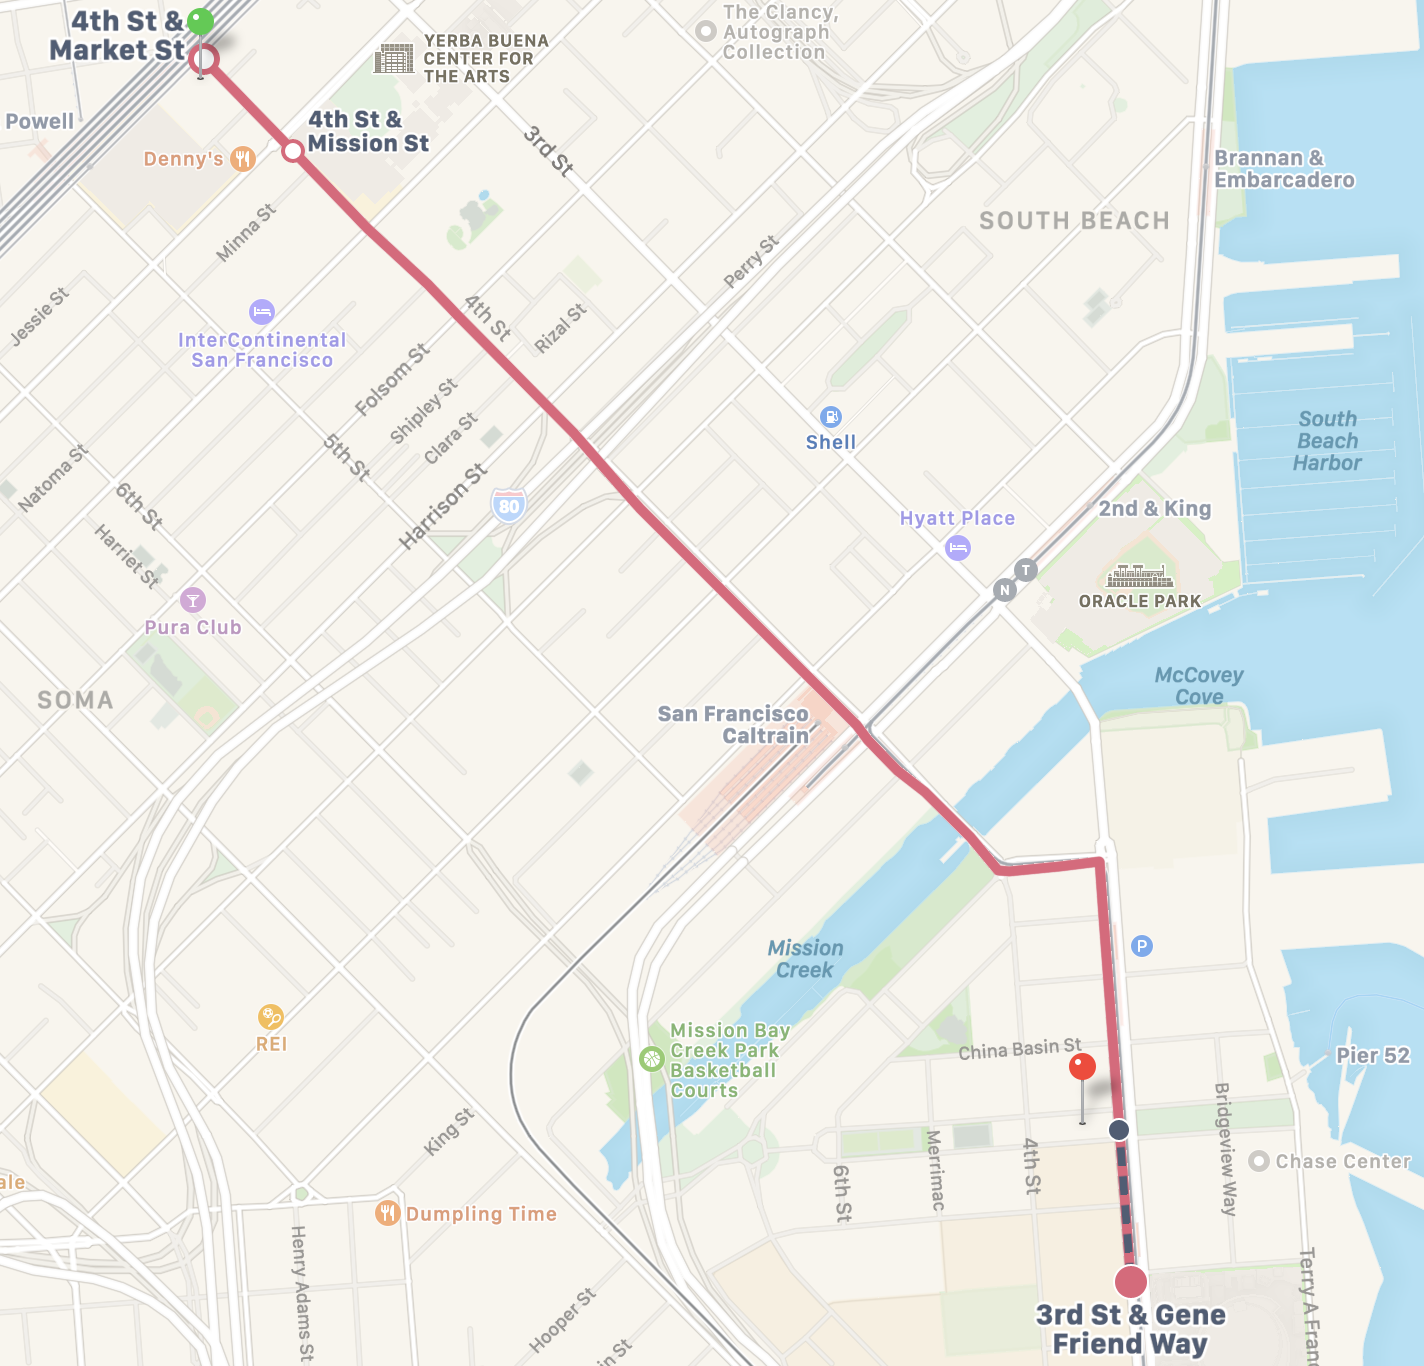 4th St &
Market St
YERBA BUENA
CENTER FOR
THE ARTS
The Clancy,
Autograph
Collection
Powell
4th St &
Mission St
Denny's
3rd St
Brannan &
Embarcadero
SOUTH BEACH
Minna St
Perry St
Jessie St
4th St
Rizal St
InterContinental
San Francisco
Folsom St
Shipley St
Clara St
5th St
Shell
South
Beach
Harbor
Natoma St
6th St
Harrison St
80
Harriet St
Hyatt Place
2nd & King
T
N
ORACLE PARK
Pura Club
SOMA
McCovey
Cove
San Francisco
Caltrain
Mission
Creek
P
REI
Mission Bay
Creek Park
Basketball
Courts
China Basin St
Pier 52
King St
Bridgeview Way
Merrimac
4th St
6th St
Chase Center
ale
Dumpling Time
Henry Adams St
Hooper St
in St
Terry A Fran
3rd St & Gene
Friend Way